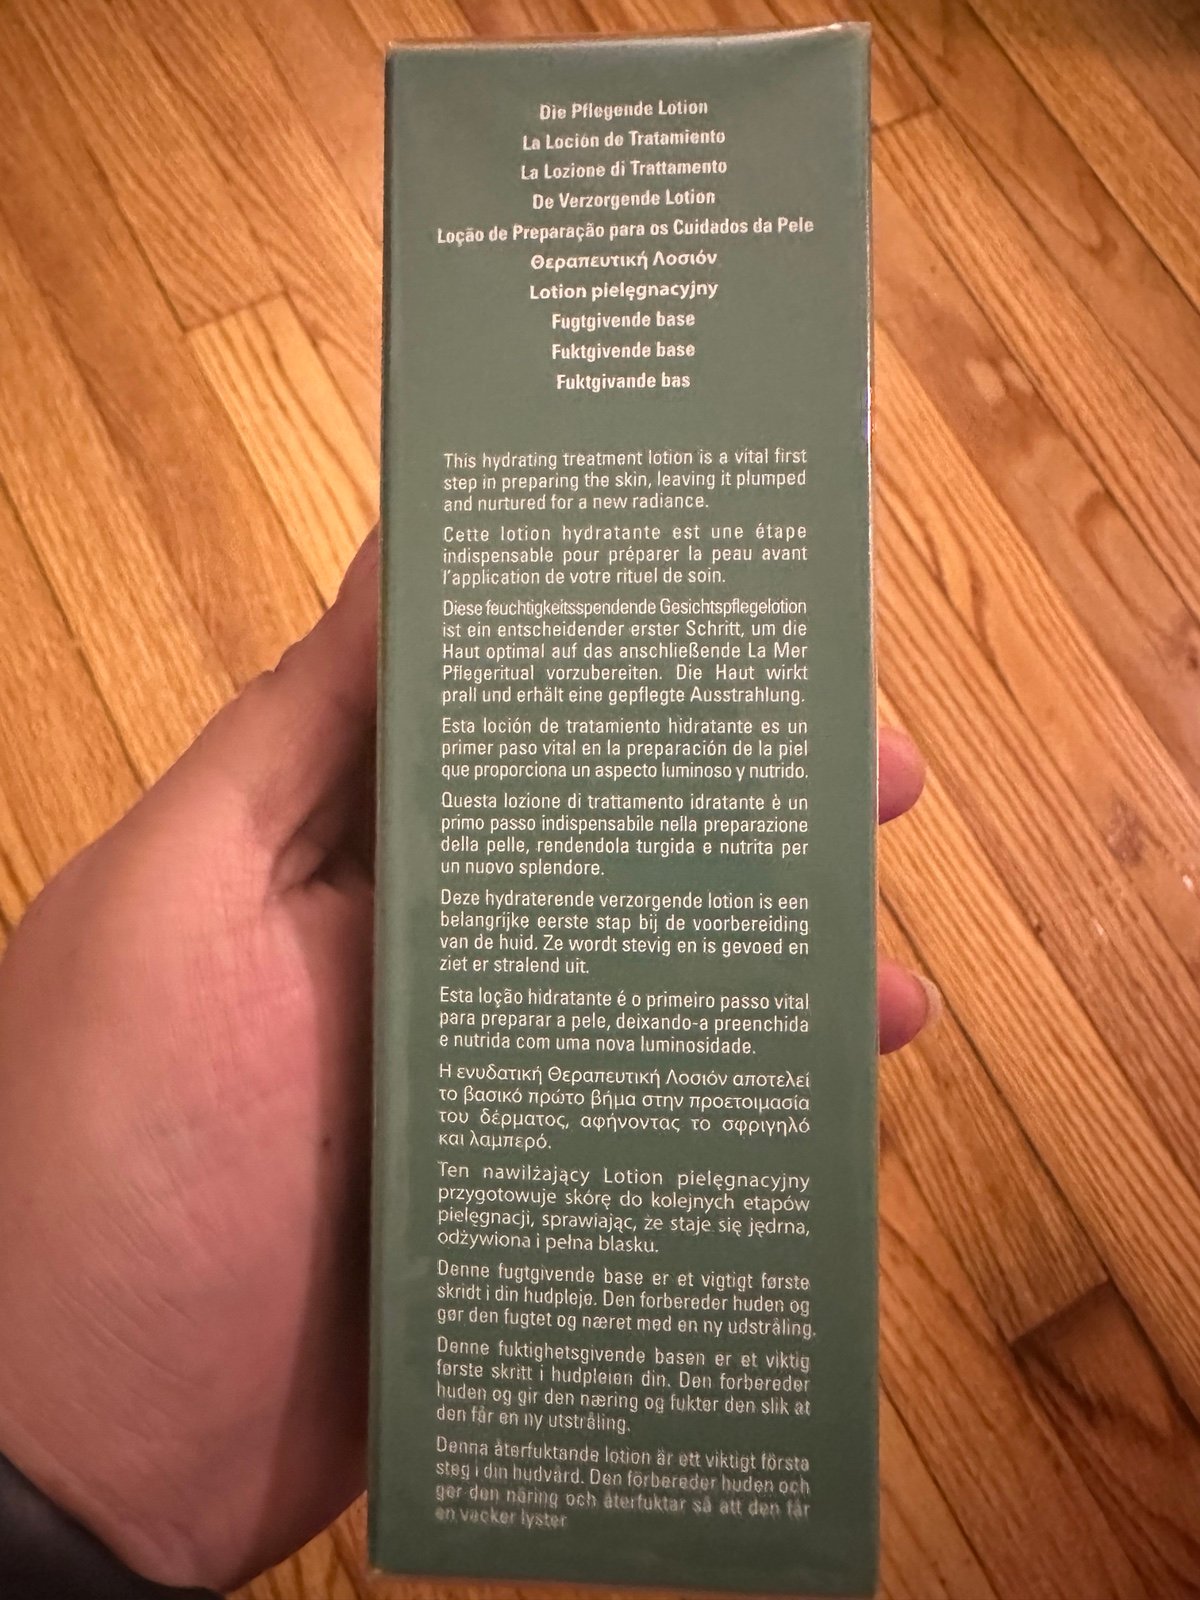 Die Pflegende Lotion
La Loción de Tratamiento
La Lozione di Trattamento
De Verzorgende Lotion
Loção de Preparação para os Cuidados da Pele
Θεραπευτική Λοσιόν
Lotion pielęgnacyjny
Fugtgivende base
Fuktgivende base
Fuktgivande bas
This hydrating treatment lotion is a vital first
step in preparing the skin, leaving it plumped
and nurtured for a new radiance.
Cette lotion hydratante est une étape
indispensable pour préparer la peau avant
l'application de votre rituel de soin.
Diese feuchtigkeitsspendende Gesichtspflegelotion
ist ein entscheidender erster Schritt, um die
Haut optimal auf das anschließende La Mer
Pflegeritual vorzubereiten. Die Haut wirkt
prall und erhält eine gepflegte Ausstrahlung.
Esta loción de tratamiento hidratante es un
primer paso vital en la preparación de la piel
que proporciona un aspecto luminoso y nutrido.
Questa lozione di trattamento idratante è un
primo passo indispensabile nella preparazione
della pelle, rendendola turgida e nutrita per
un nuovo splendore.
Deze hydraterende verzorgende lotion is een
belangrijke eerste stap bij de voorbereiding
van de huid. Ze wordt stevig en is gevoed en
ziet er stralend uit.
Esta loção hidratante é o primeiro passo vital
para preparar a pele, deixando-a preenchida
e nutrida com uma nova luminosidade.
Η ενυδατική Θεραπευτική Λοσιόν αποτελεί
το βασικό πρώτο βήμα στην προετοιμασία
του δέρματος, αφήνοντας το σφριγηλό
και λαμπερό.
Ten nawilżający Lotion pielęgnacyjny
przygotowuje skórę do kolejnych etapów
pielęgnacji, sprawiając, że staje się jędrna,
odżywiona i pełna blasku.
Denne fugtgivende base er et vigtigt første
skridt i din hudpleje. Den forbereder huden og
gør den fugtet og næret med en ny udstråling.
Denne fuktighetsgivende basen er et viktig
første skritt i hudpleien din. Den forbereder
huden og gir den næring og fukter den slik at
den får en ny utstråling.
Denna återfuktande lotion är ett viktigt första
steg i din hudvård. Den förbereder huden och
ger den näring och återfuktar så att den får
en vacker lyster